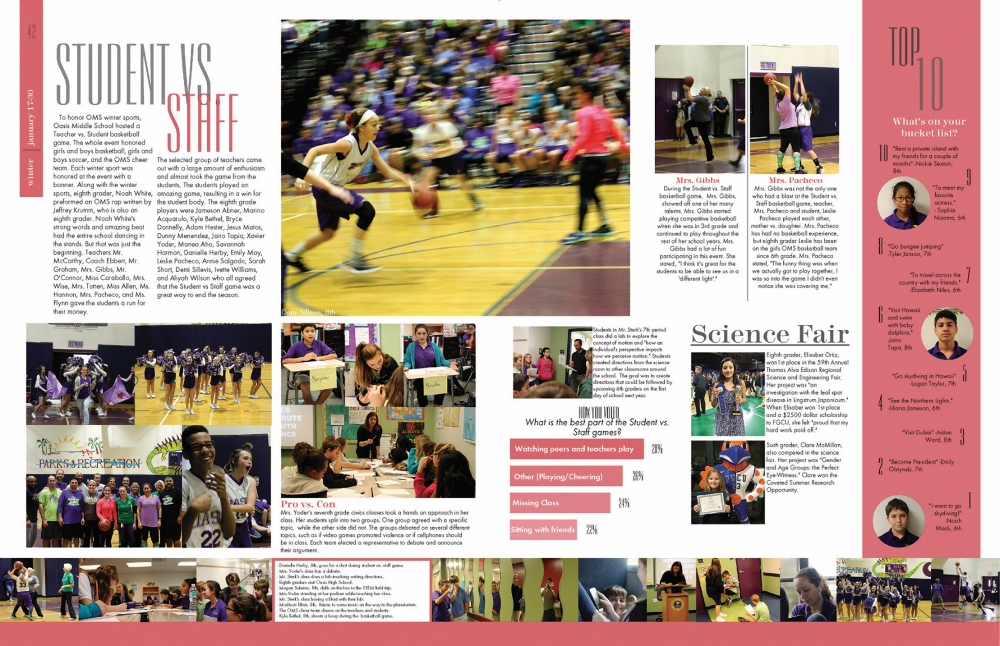 42
winter | january 17-30
STUDENT VS.
STAFF
To honor OMS winter sports,
Oasis Middle School hosted a
Teacher vs. Student basketball
game. The whole event honored
girls and boys basketball, girls and
boys soccer, and the OMS cheer
team. Each winter sport was
honored at the event with a
banner. Along with the winter
sports, eighth grader, Noah White,
preformed an OMS rap written by
Jeffrey Krumm, who is also an
eighth grader. Noah White's
strong words and amazing beat
had the entire school dancing in
the stands. But that was just the
beginning. Teachers Mr.
McCarthy, Coach Ebbert, Mr.
Graham, Mrs. Gibbs, Mr.
O'Connor, Miss Caraballo, Mrs.
Wise, Mrs. Totten, Miss Allen, Ms.
Hannon, Mrs. Pacheco, and Ms.
Flynn gave the students a run for
their money.
The selected group of teachers came
out with a large amount of enthusiasm
and almost took the game from the
students. The students played an
amazing game, resulting in a win for
the student body. The eighth grade
players were Jameson Abner, Marino
Acquarulo, Kyle Bethel, Bryce
Donnelly, Adam Hester, Jesus Matos,
Dunny Menendez, Jairo Tapia, Xavier
Yoder, Manea Aho, Savannah
Harmon, Danielle Herby, Emily May,
Leslie Pacheco, Annie Salgado, Sarah
Short, Demi Sillevis, Ivette Williams,
and Aliyah Wilson who all agreed
that the Student vs Staff game was a
great way to end the season.
Demi Sillevis, 8th
RESTROOMS
Mrs. Gibbs
During the Student vs. Staff
basketball game, Mrs. Gibbs,
showed off one of her many
talents. Mrs. Gibbs started
playing competitive basketball
when she was in 3rd grade and
continued to play throughout the
rest of her school years. Mrs.
Gibbs had a lot of fun
participating in this event. She
stated, "I think it's great for the
students to be able to see us in a
'different light'."
Mrs. Pacheco
Mrs. Gibbs was not the only one
who had a blast at the Student vs.
Staff basketball game, teacher,
Mrs. Pacheco and student, Leslie
Pacheco played each other,
mother vs. daughter. Mrs. Pacheco
has had no basketball experience,
but eighth grader Leslie has been
on the girls OMS basketball team
since 6th grade. Mrs. Pacheco
stated, "The funny thing was when
we actually got to play together, I
was so into the game I didn't even
notice she was covering me."
TOP
10
What's on your
bucket list?
10 "Rent a private island with
my friends for a couple of
months" -Nickie Sexton,
8th
9
"To meet my
favorite
actress."
- Sophia
Nizama, 6th
8 "Go bungee jumping"
-Tyler Janson, 7th
7 "To travel across the
country with my friends."
-Elizabeth Niles, 6th
6 "Visit Hawaii
and swim
with baby
dolphins."
-Jairo
Tapa, 8th
5 "Go skydiving in Hawaii"
-Logan Taylor, 7th
4 "See the Northern Lights."
-Liliana Jameson, 6th
3 "Visit Dubai" -Aidan
Ward, 8th
2 "Become President" -Emily
Olstynski, 7th
1
"I want to go
skydiving!"
-Noah
Mack, 6th
RESTROOMS
PARKS & RECREATION
OASIS
22
Negative
Negative
ALWAYS
Pro vs. Con
Mrs. Yoder's seventh grade civics classes took a hands on approach in her
class. Her students split into two groups. One group agreed with a specific
topic, while the other side did not. The groups debated on several different
topics, such as if video games promoted violence or if cellphones should
be in class. Each team elected a representative to debate and announce
their argument.
Students in Mr. Sterk's 7th period
class did a lab to explore the
concept of motion and "how an
individual's perspective impacts
how we perceive motion." Students
created directions from the science
room to other classrooms around
the school. The goal was to create
directions that could be followed by
upcoming 6th graders on the first
day of school next year.
HOW YOU VOTED
What is the best part of the Student vs.
Staff games?
Watching peers and teachers play 28%
Other (Playing/Cheering) 26%
Missing Class 24%
Sitting with friends 22%
Science Fair
Eighth grader, Elisabet Ortiz,
won 1st place in the 59th Annual
Thomas Alva Edison Regional
Science and Engineering Fair.
Her project was "an
investigation with the leaf spot
disease in Lingstrum Japonicum."
When Elisabet won 1st place
and a $2500 dollar scholarship
to FGCU, she felt "proud that my
hard work paid off."
Sixth grader, Clare McMillan,
also competed in the science
fair. Her project was "Gender
and Age Groups: the Perfect
Eye-Witness." Clare won the
Coveted Summer Research
Opportunity.
33
- Danielle Herby, 8th, goes for a shot during student vs. staff game.
- Mrs. Yoder's class has a debate.
- Mr. Sterk's class does a lab involving writing directions.
- Eighth graders visit Oasis High School.
- Megan Salerno, 8th, chills on the bus to the STEM field trip.
- Mrs. Yoder standing at her podium while teaching her class.
- Mr. Sterk's class having a blast with their lab.
- Madison Tilton, 8th, listens to some music on the way to the planetarium.
- The OMS cheer team cheers on the teachers and students.
- Kyle Bethel, 8th, shoots a hoop during the basketball game.